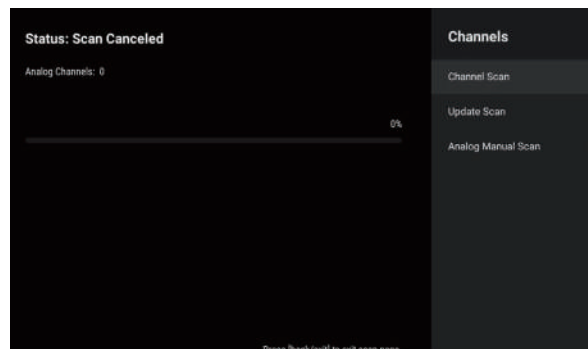 Status: Scan Canceled
Analog Channels: 0
0%
Channels
Channel Scan
Update Scan
Analog Manual Scan